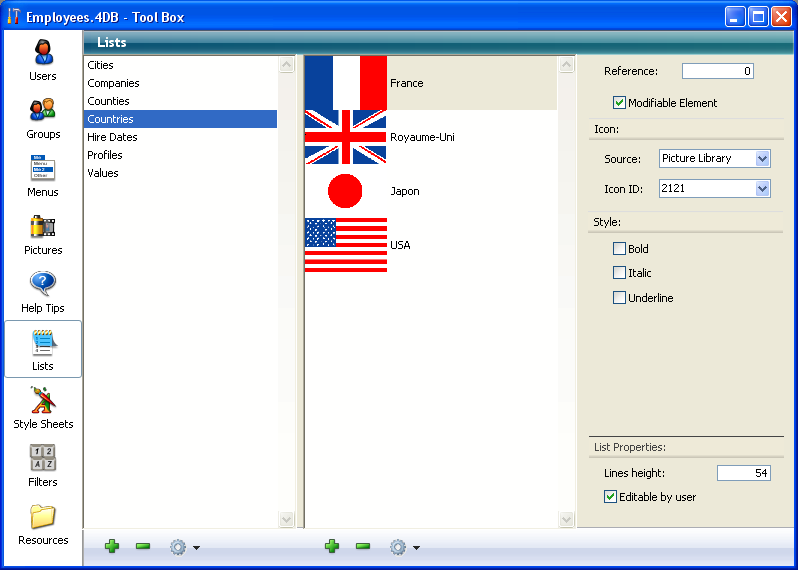 Employees.4DB - Tool Box
Users
Groups
Menus
Pictures
Help Tips
Lists
Style Sheets
Filters
Resources
Lists
Cities
Companies
Counties
Countries
Hire Dates
Profiles
Values
France
Royaume-Uni
Japon
USA
Reference: 0
Modifiable Element
Icon:
Source: Picture Library
Icon ID: 2121
Style:
Bold
Italic
Underline
List Properties:
Lines height: 54
Editable by user